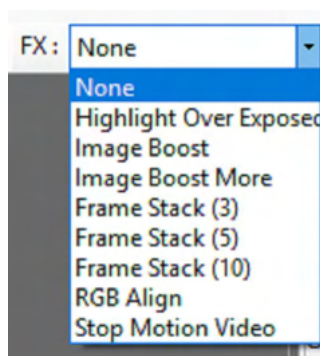 FX: None
None
Highlight Over Exposed
Image Boost
Image Boost More
Frame Stack (3)
Frame Stack (5)
Frame Stack (10)
RGB Align
Stop Motion Video